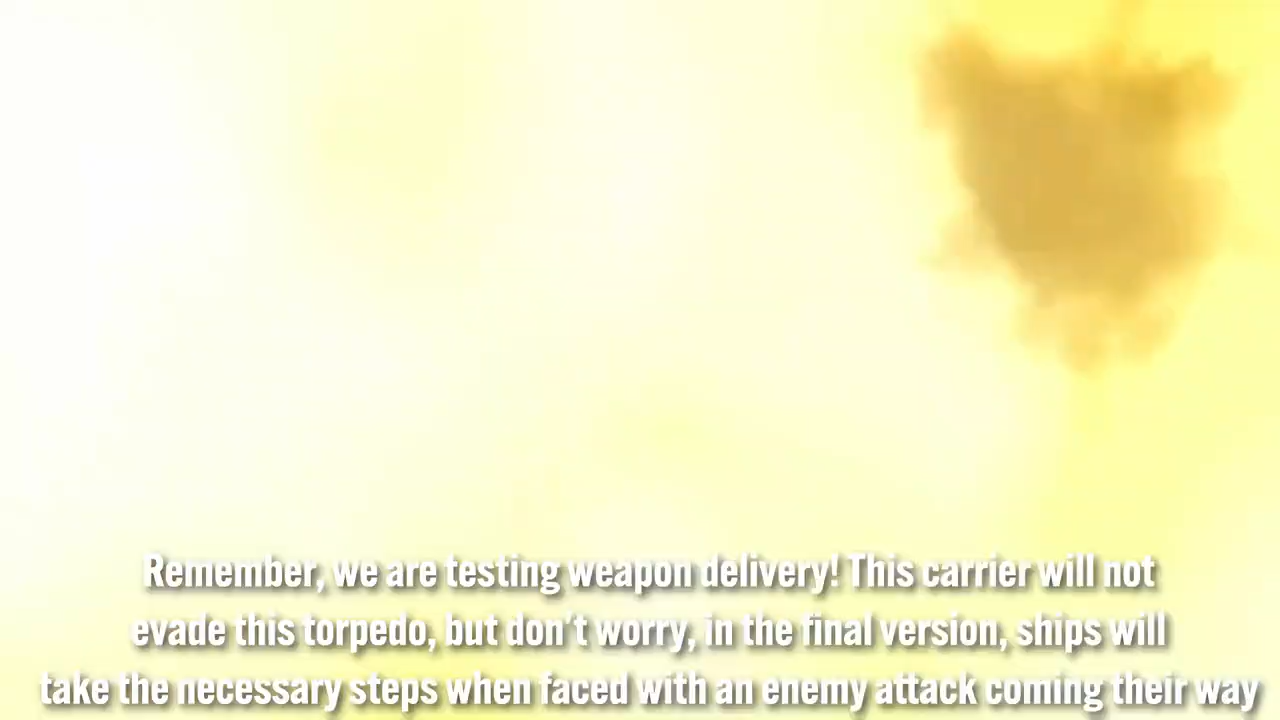 Remember, we are testing weapon delivery! This carrier will not
evade this torpedo, but don't worry, in the final version, ships will
take the necessary steps when faced with an enemy attack coming their way